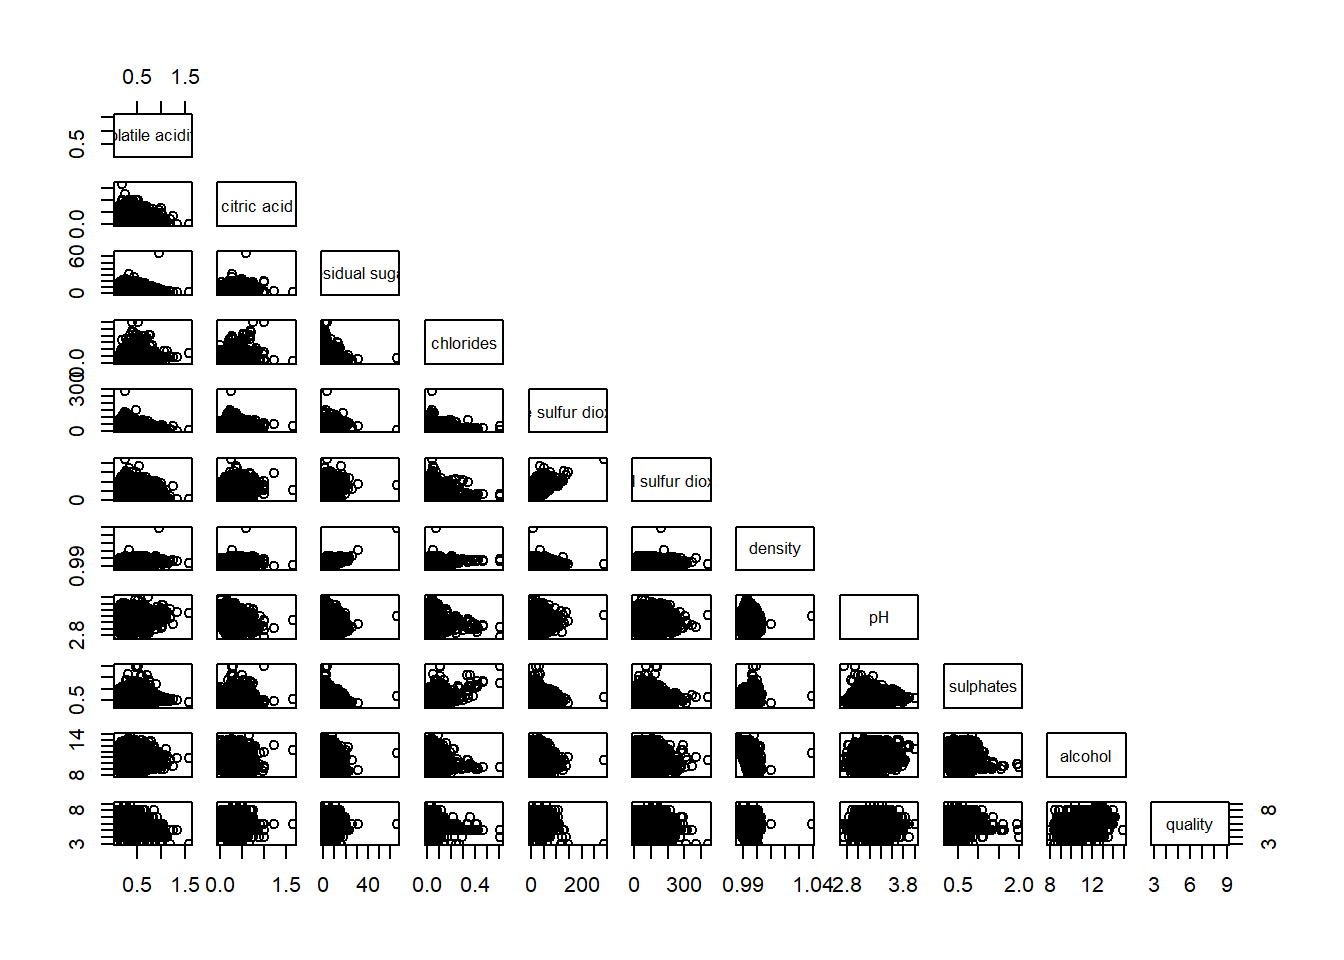 0.5 1.5
0.5
olatile acidi
0.0
citric acid
0 60
sidual suga
0.0
chlorides
0 300
e sulfur diox
0
l sulfur diox
0.99
density
2.8
pH
0.5
sulphates
8 14
alcohol
3 8
quality
3 8
0.5 1.5 0.0 1.5 0 40 0.0 0.4 0 200 0 300 0.99 1.04 2.8 3.8 0.5 2.0 8 12 3 6 9